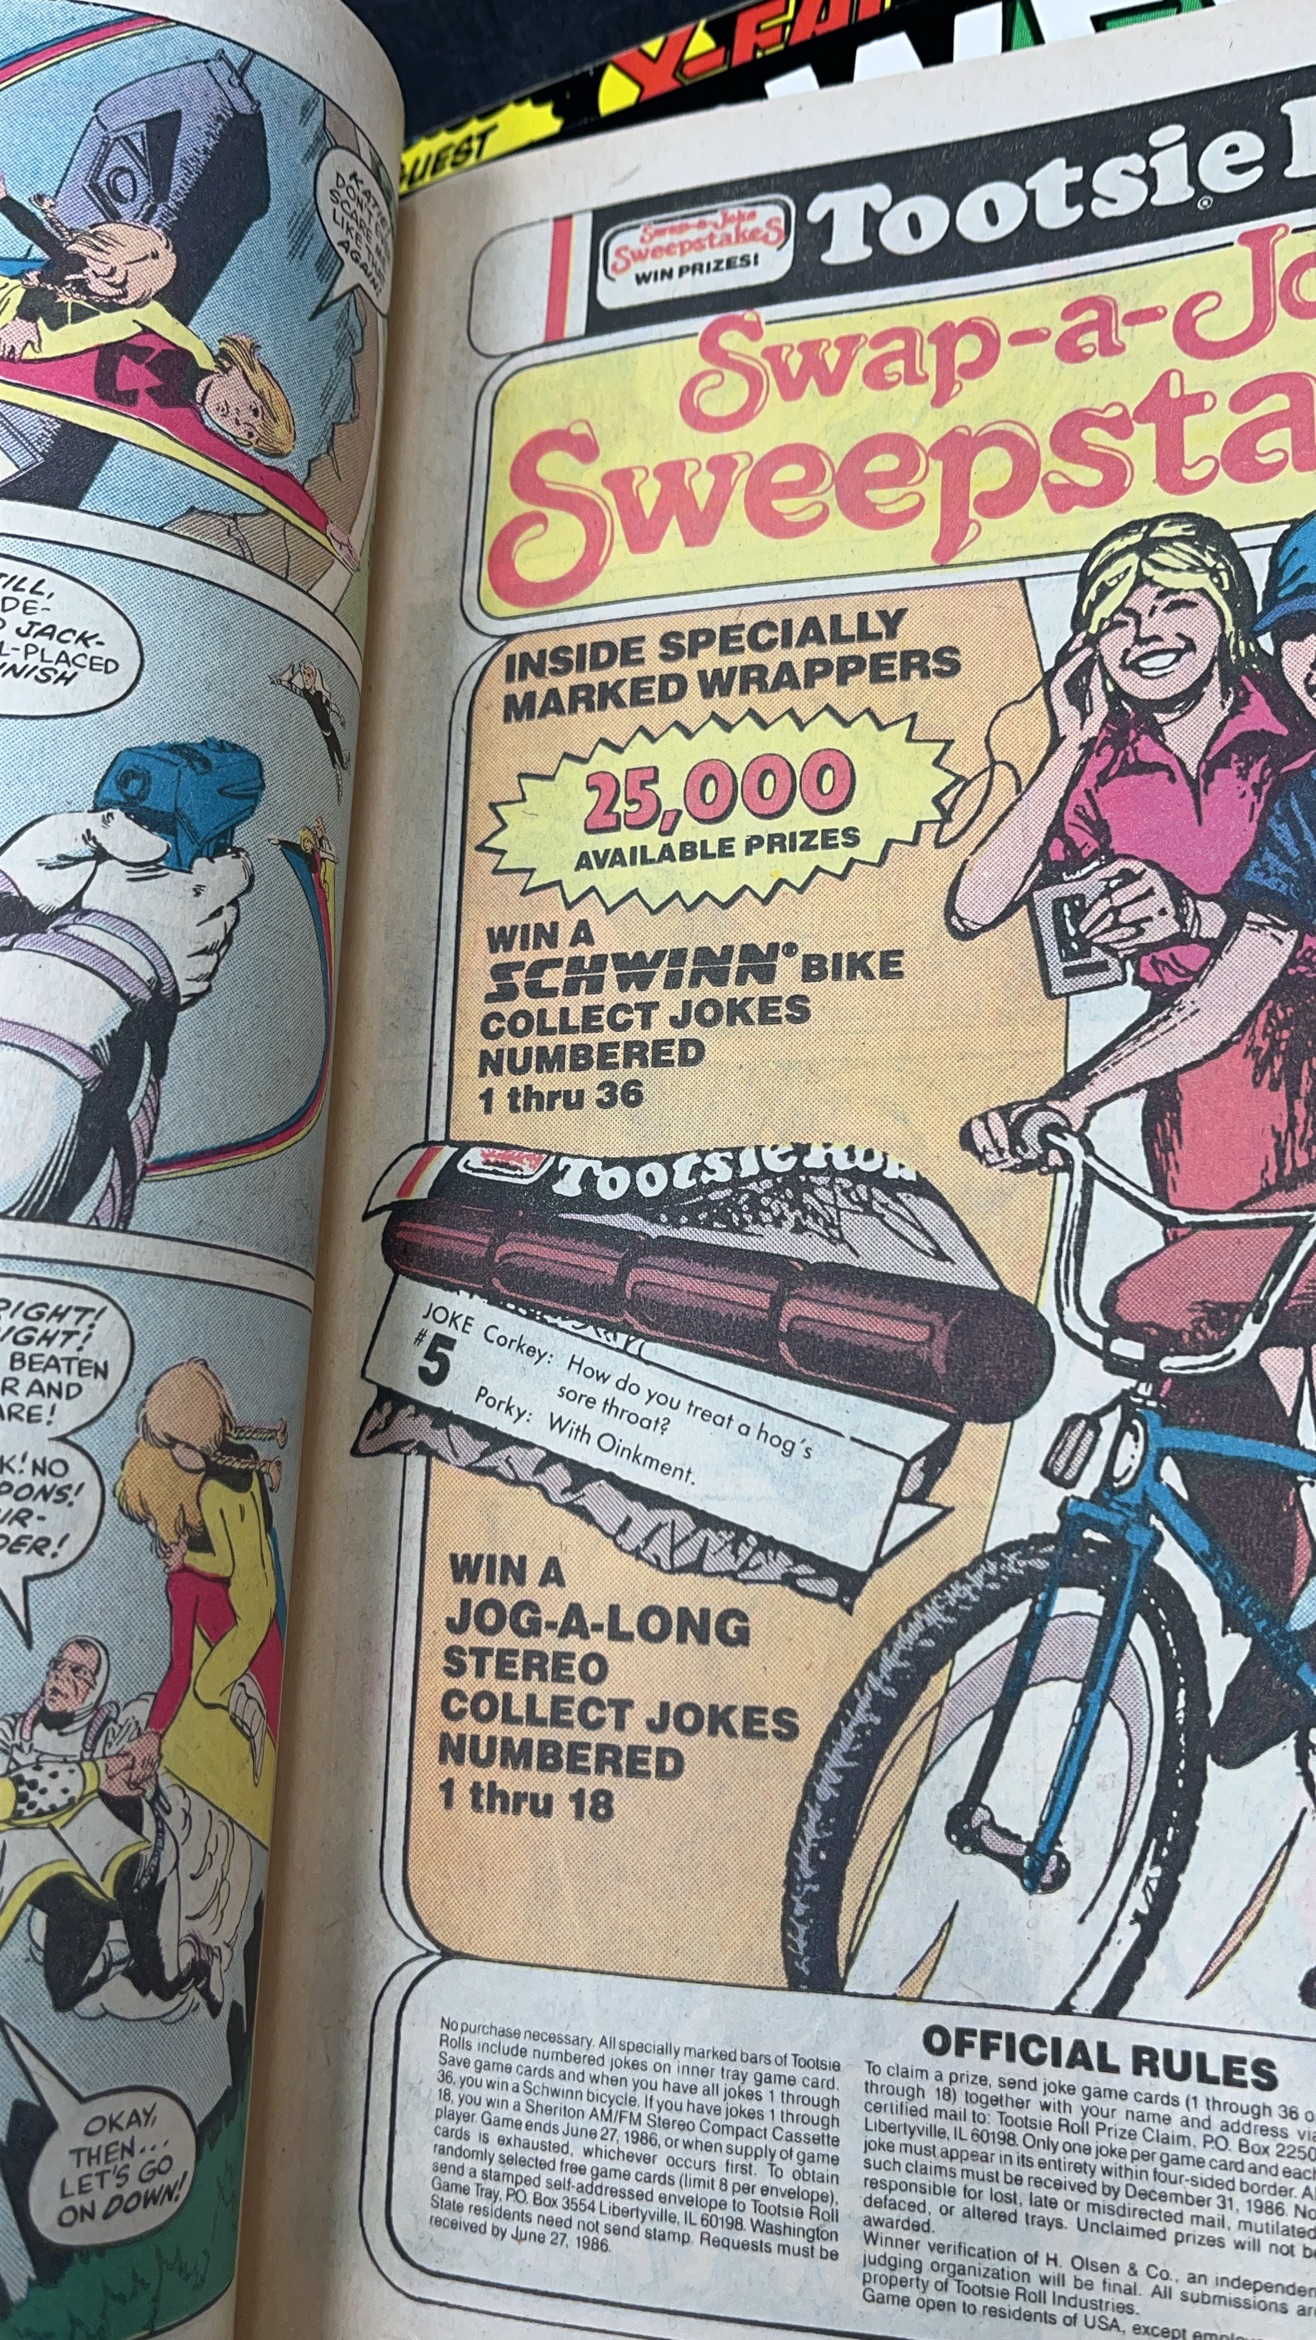 GUEST
KATIE!
DON'T
SCARE ME
LIKE THAT
AGAIN!
JACK-
L-PLACED
RIGHT!
BEATEN
AND
NO
OKAY,
THEN...
LET'S GO
ON DOWN!
Swap-a-Joke
SweepstakeS
WIN PRIZES!
Tootsie
Swap-a-Jo
Sweepsta
INSIDE SPECIALLY
MARKED WRAPPERS
25,000
AVAILABLE PRIZES
WIN A
SCHWINN® BIKE
COLLECT JOKES
NUMBERED
1 thru 36
Tootsie Roll
JOKE
#5
Corkey: How do you treat a hog's
sore throat?
Porky: With Oinkment.
WIN A
JOG-A-LONG
STEREO
COLLECT JOKES
NUMBERED
1 thru 18
No purchase necessary. All specially marked bars of Tootsie
Rolls include numbered jokes on inner tray game card.
Save game cards and when you have all jokes 1 through
36, you win a Schwinn bicycle. If you have jokes 1 through
18, you win a Sheriton AM/FM Stereo Compact Cassette
player. Game ends June 27, 1986, or when supply of game
cards is exhausted, whichever occurs first. To obtain
randomly selected free game cards (limit 8 per envelope),
send a stamped self-addressed envelope to Tootsie Roll
Game Tray, P.O. Box 3554 Libertyville, IL 60198. Washington
State residents need not send stamp. Requests must be
received by June 27, 1986.
OFFICIAL RULES
To claim a prize, send joke game cards (1 through 36 o
through 18) together with your name and address via
certified mail to: Tootsie Roll Prize Claim, P.O. Box 2250
Libertyville, IL 60198. Only one joke per game card and each
joke must appear in its entirety within four-sided border. Al
such claims must be received by December 31, 1986. No
responsible for lost, late or misdirected mail, mutilated
defaced, or altered trays. Unclaimed prizes will not be
awarded.
Winner verification of H. Olsen & Co., an independen
judging organization will be final. All submissions ar
property of Tootsie Roll Industries.
Game open to residents of USA, except